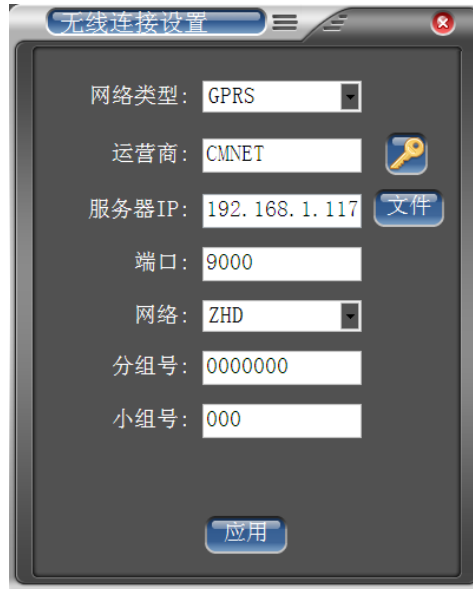 无线连接设置
网络类型: GPRS
运营商: CMNET
服务器IP: 192.168.1.117 文件
端口: 9000
网络: ZHD
分组号: 0000000
小组号: 000
应用